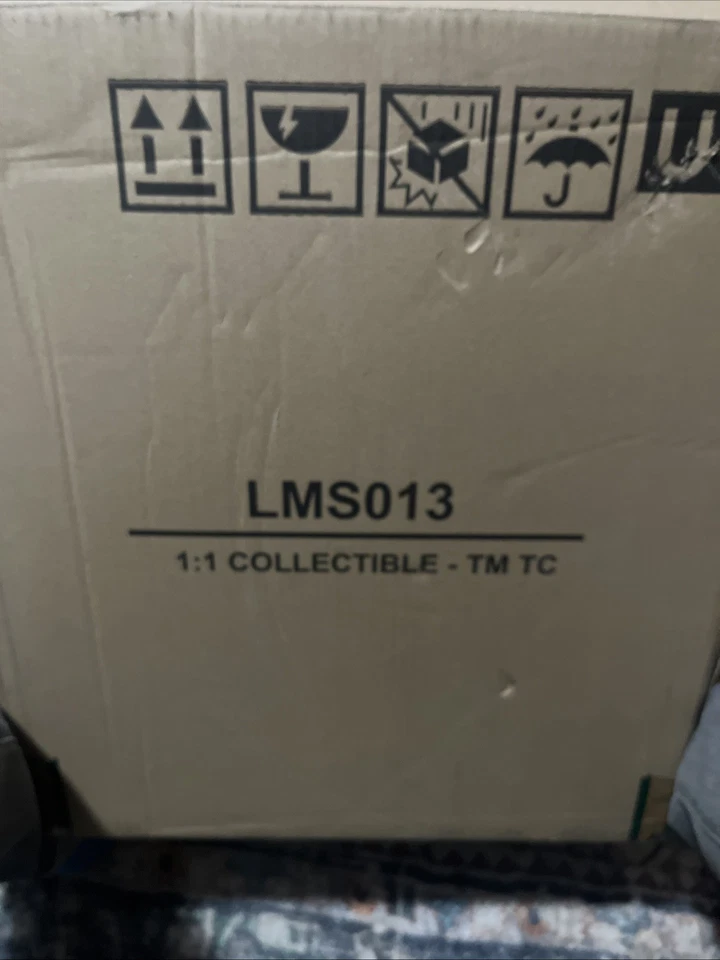 LMS013
1:1 COLLECTIBLE - TM TC